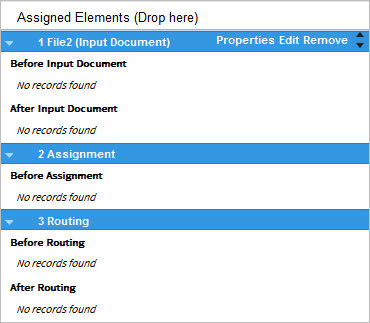 Assigned Elements (Drop here)
1 File2 (Input Document) Properties Edit Remove
Before Input Document
No records found
After Input Document
No records found
2 Assignment
Before Assignment
No records found
3 Routing
Before Routing
No records found
After Routing
No records found